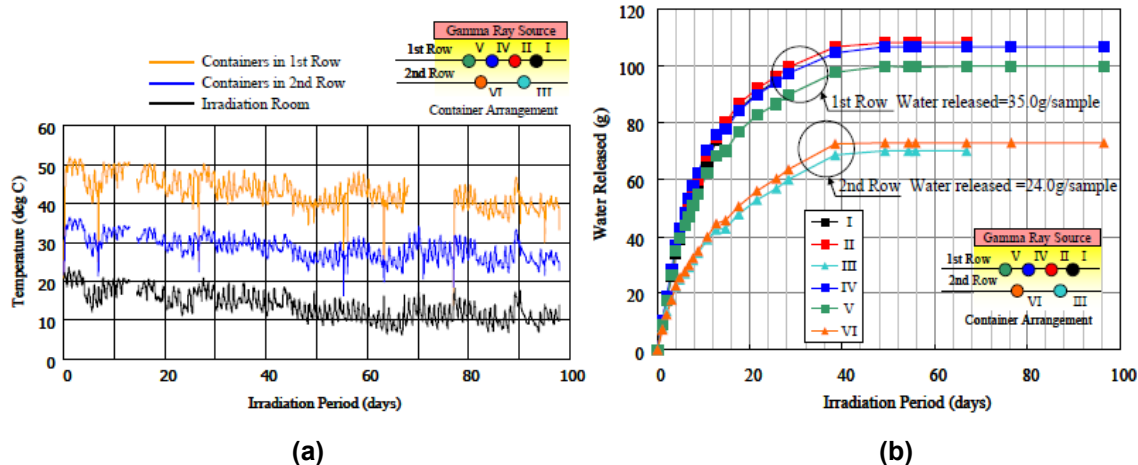 Gamma Ray Source
1st Row V IV II I
2nd Row
VI III
Container Arrangement
Containers in 1st Row
Containers in 2nd Row
Irradiation Room
Temperature (deg C)
60
50
40
30
20
10
0
0 20 40 60 80 100
Irradiation Period (days)
(a)
Water Released (g)
120
100
80
60
40
20
0
1st Row Water released=35.0g/sample
2nd Row Water released =24.0g/sample
I
II
III
IV
V
VI
Gamma Ray Source
1st Row V IV II I
2nd Row
VI III
Container Arrangement
0 20 40 60 80 100
Irradiation Period (days)
(b)